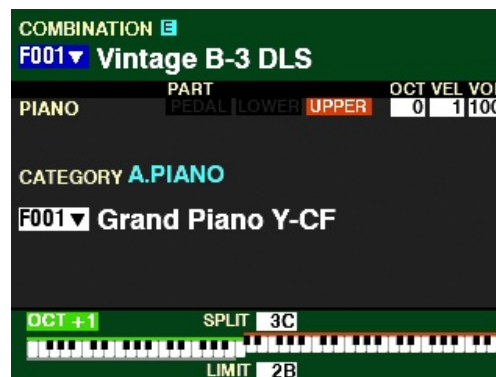 COMBINATION E
F001▼ Vintage B-3 DLS
PART OCT VEL VO
PIANO PEDAL LOWER UPPER 0 1 100
CATEGORY A.PIANO
F001▼ Grand Piano Y-CF
OCT +1 SPLIT 3C
LIMIT 2B